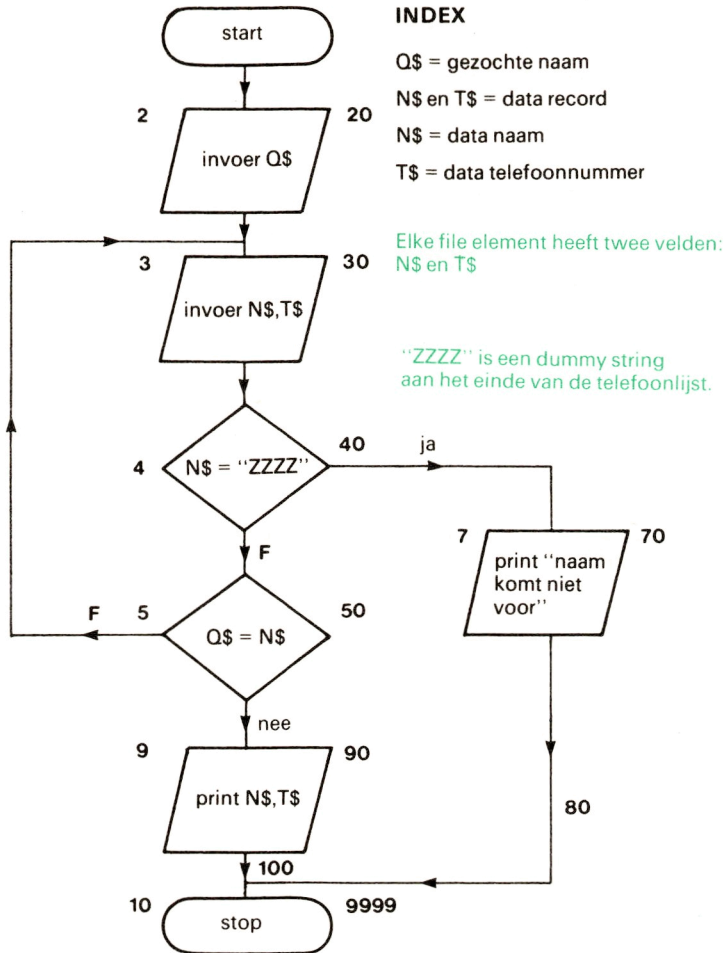 start
INDEX
Q$ = gezochte naam
N$ en T$ = data record
N$ = data naam
T$ = data telefoonnummer
2
20
invoer Q$
Elke file element heeft twee velden:
N$ en T$
3
30
invoer N$,T$
“ZZZZ” is een dummy string
aan het einde van de telefoonlijst.
4
N$ = “ZZZZ”
40
ja
F
7
70
print “naam
komt niet
voor”
F
5
50
Q$ = N$
nee
9
90
print N$,T$
80
100
10
9999
stop